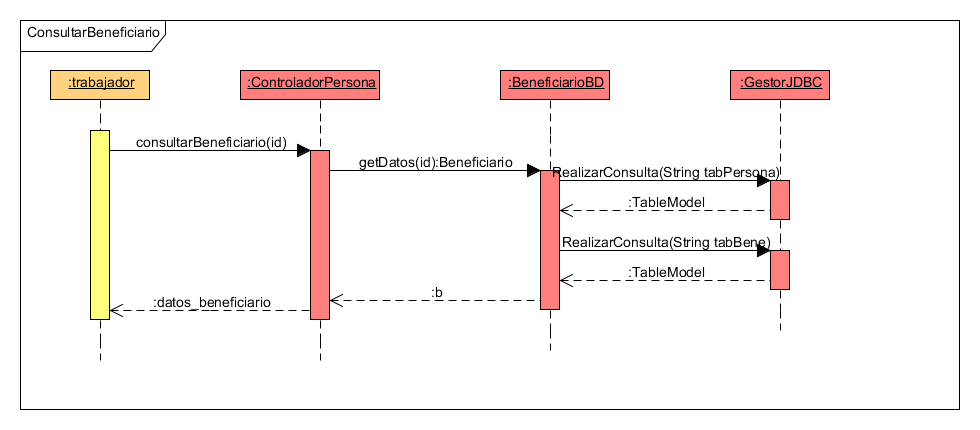 ConsultarBeneficiario
:trabajador
:ControladorPersona
:BeneficiarioBD
:GestorJDBC
consultarBeneficiario(id)
getDatos(id):Beneficiario
RealizarConsulta(String tabPersona)
:TableModel
RealizarConsulta(String tabBene)
:TableModel
:b
:datos_beneficiario